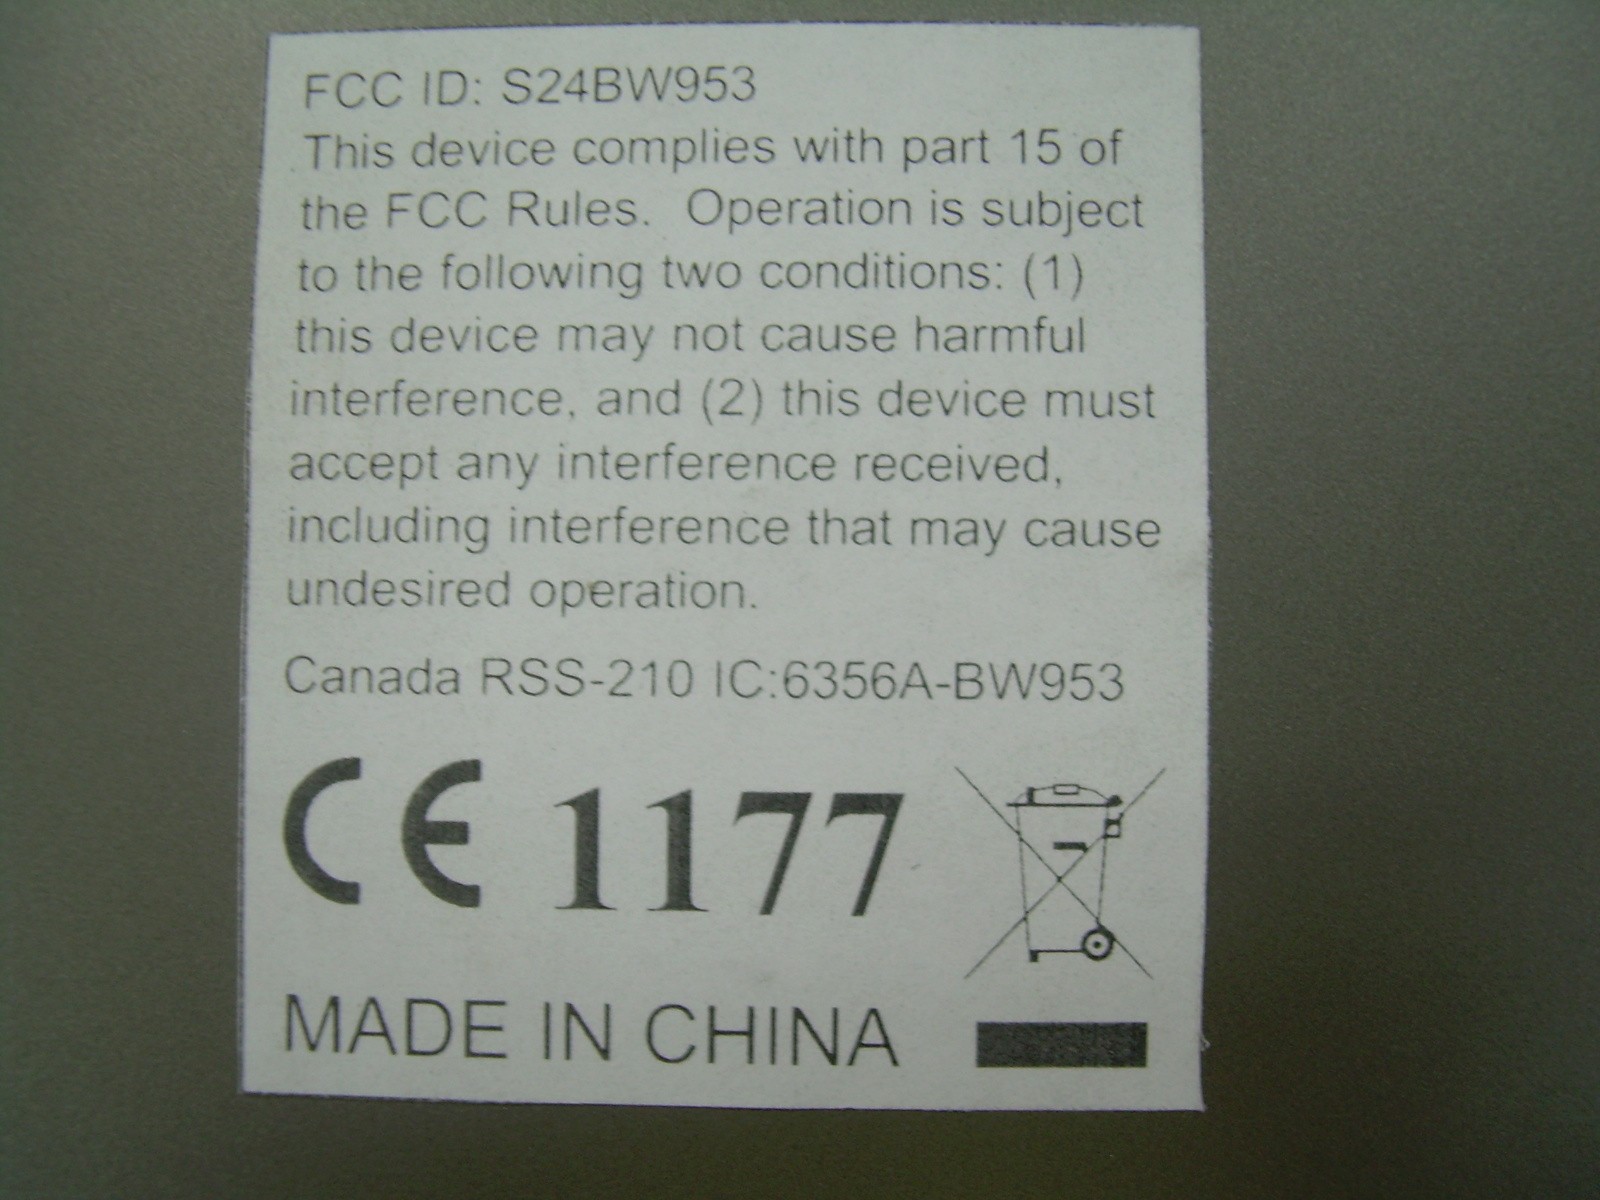 FCC ID: S24BW953
This device complies with part 15 of
the FCC Rules.  Operation is subject
to the following two conditions: (1)
this device may not cause harmful
interference, and (2) this device must
accept any interference received,
including interference that may cause
undesired operation.
Canada RSS-210 IC:6356A-BW953
CE 1177
MADE IN CHINA